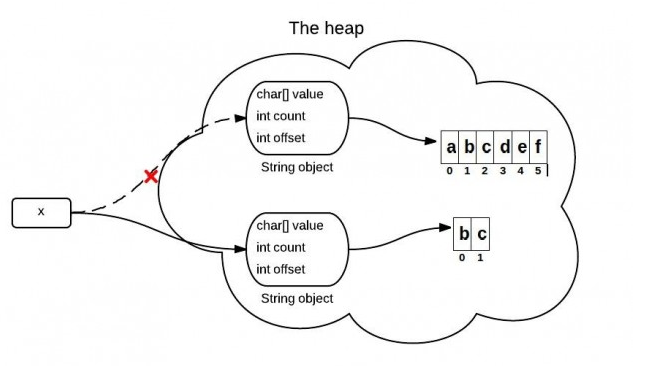 The heap
char[] value
int count
int offset
String object
a b c d e f
0 1 2 3 4 5
x
char[] value
int count
int offset
String object
b c
0 1